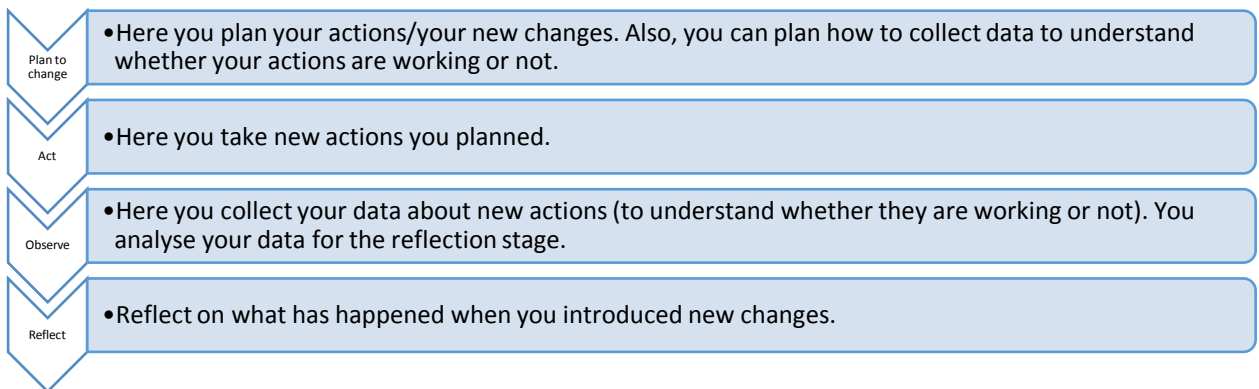 Plan to
change
•Here you plan your actions/your new changes. Also, you can plan how to collect data to understand
whether your actions are working or not.
Act
•Here you take new actions you planned.
Observe
•Here you collect your data about new actions (to understand whether they are working or not). You
analyse your data for the reflection stage.
Reflect
•Reflect on what has happened when you introduced new changes.